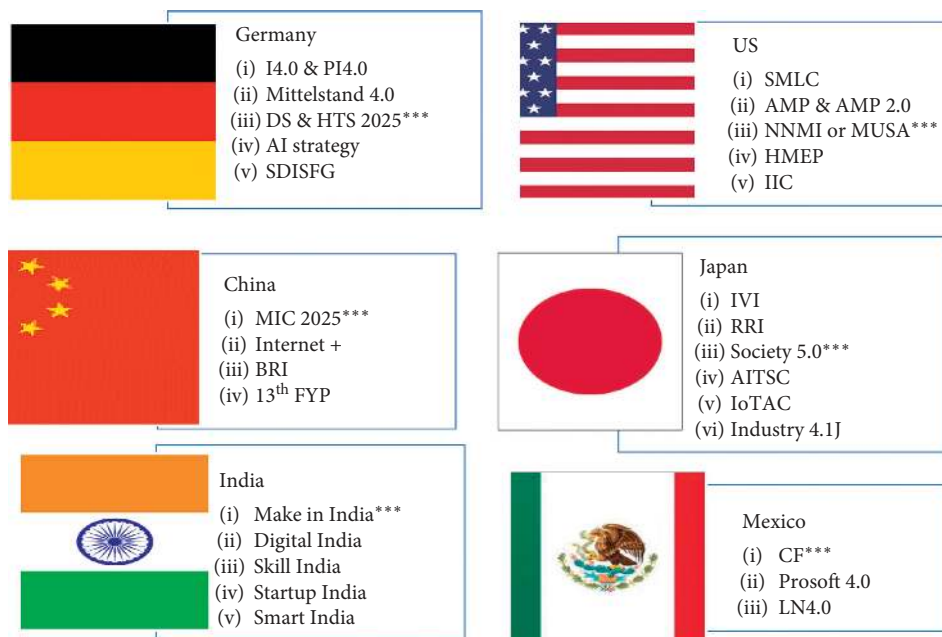 Germany
(i) I4.0 & PI4.0
(ii) Mittelstand 4.0
(iii) DS & HTS 2025***
(iv) AI strategy
(v) SDISFG
US
(i) SMLC
(ii) AMP & AMP 2.0
(iii) NNMI or MUSA***
(iv) HMEP
(v) IIC
China
(i) MIC 2025***
(ii) Internet +
(iii) BRI
(iv) 13th FYP
Japan
(i) IVI
(ii) RRI
(iii) Society 5.0***
(iv) AITSC
(v) IoTAC
(vi) Industry 4.1J
India
(i) Make in India***
(ii) Digital India
(iii) Skill India
(iv) Startup India
(v) Smart India
Mexico
(i) CF***
(ii) Prosoft 4.0
(iii) LN4.0